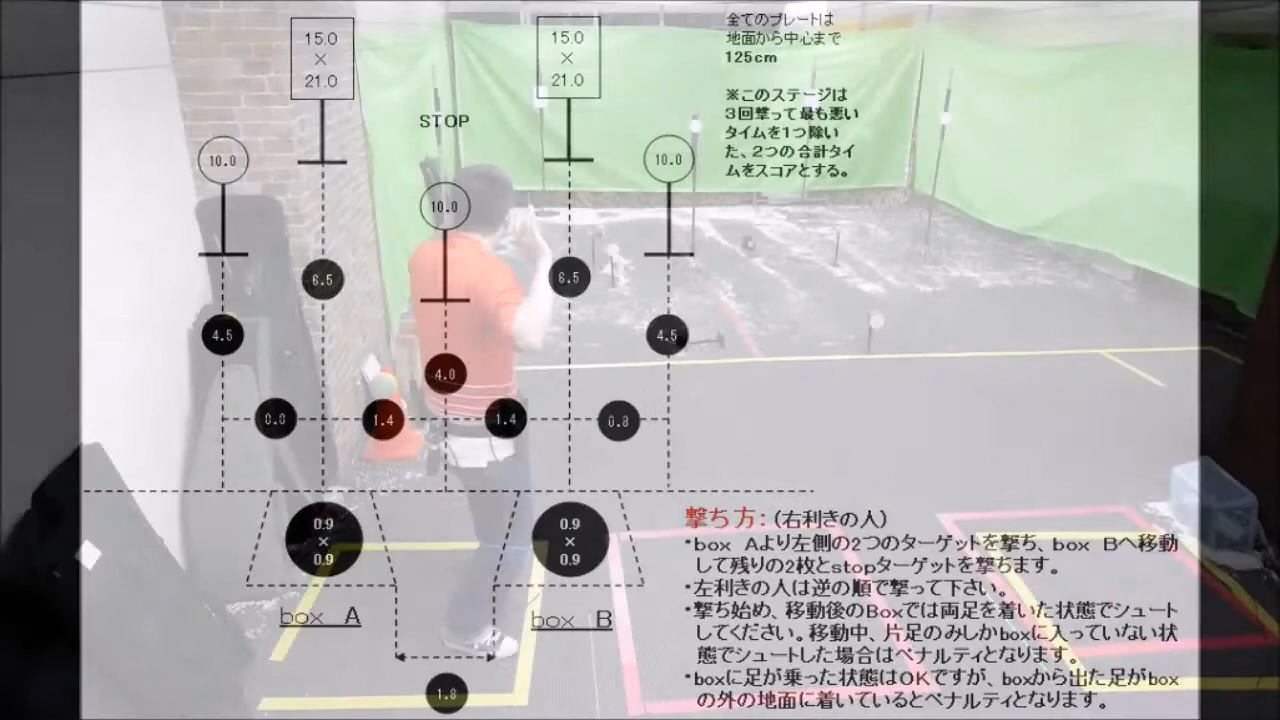 15.0
×
21.0
15.0
×
21.0
全てのプレートは
地面から中心まで
125cm
※このステージは
3回撃って最も悪い
タイムを1つ除い
た、2つの合計タイ
ムをスコアとする。
STOP
10.0
10.0
10.0
6.5
6.5
4.5
4.5
4.0
0.8
1.4
1.4
0.8
0.9
×
0.9
0.9
×
0.9
box A
box B
1.8
撃ち方:(右利きの人)
・box Aより左側の2つのターゲットを撃ち、box Bへ移動
して残りの2枚とstopターゲットを撃ちます。
・左利きの人は逆の順で撃って下さい。
・撃ち始め、移動後のBoxでは両足を着いた状態でシュート
してください。移動中、片足のみしかboxに入っていない状
態でシュートした場合はペナルティとなります。
・boxに足が乗った状態はOKですが、boxから出た足がbox
の外の地面に着いているとペナルティとなります。